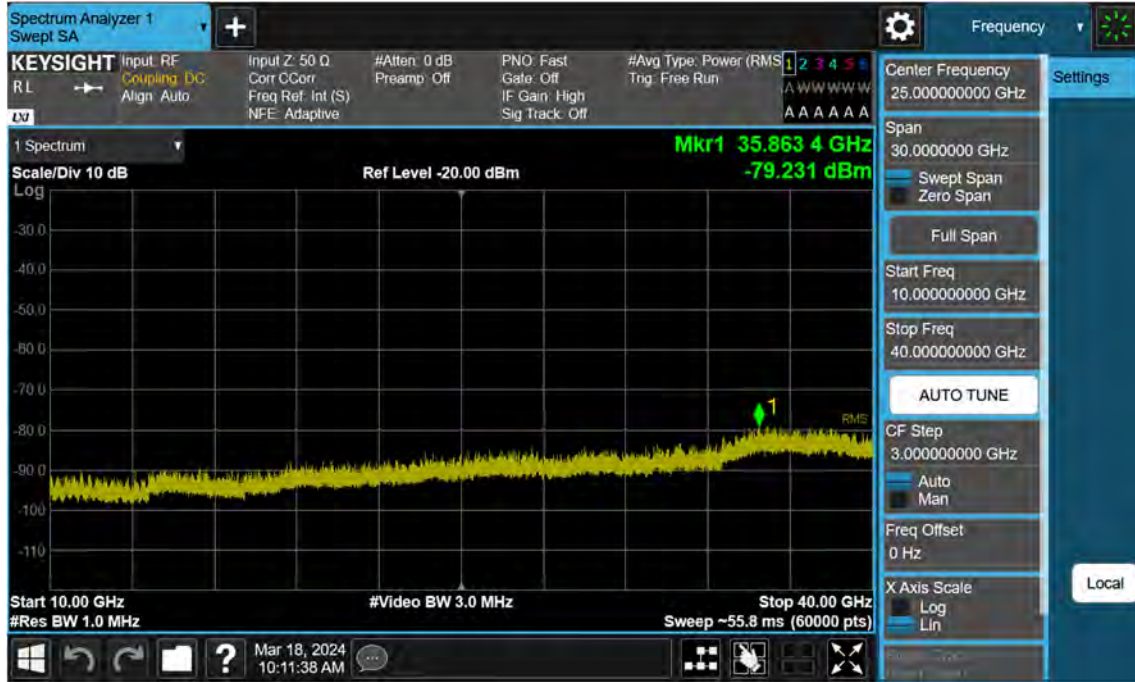 Spectrum Analyzer 1
Swept SA
Frequency
KEYSIGHT
RL
LXI
Input: RF
Coupling: DC
Align: Auto
Input Z: 50 Ω
Corr CCorr
Freq Ref: Int (S)
NFE: Adaptive
#Atten: 0 dB
Preamp: Off
PNO: Fast
Gate: Off
IF Gain: High
Sig Track: Off
#Avg Type: Power (RMS
Trig: Free Run
1 2 3 4 5 6
A W W W W W
A A A A A A
1 Spectrum
Scale/Div 10 dB
Ref Level -20.00 dBm
Mkr1 35.863 4 GHz
-79.231 dBm
Log
-30.0
-40.0
-50.0
-60.0
-70.0
-80.0
-90.0
-100
-110
1
RMS
Start 10.00 GHz
#Res BW 1.0 MHz
#Video BW 3.0 MHz
Stop 40.00 GHz
Sweep ~55.8 ms (60000 pts)
?
Mar 18, 2024
10:11:38 AM
Center Frequency
25.000000000 GHz
Span
30.0000000 GHz
Swept Span
Zero Span
Full Span
Start Freq
10.000000000 GHz
Stop Freq
40.000000000 GHz
AUTO TUNE
CF Step
3.000000000 GHz
Auto
Man
Freq Offset
0 Hz
X Axis Scale
Log
Lin
Settings
Local